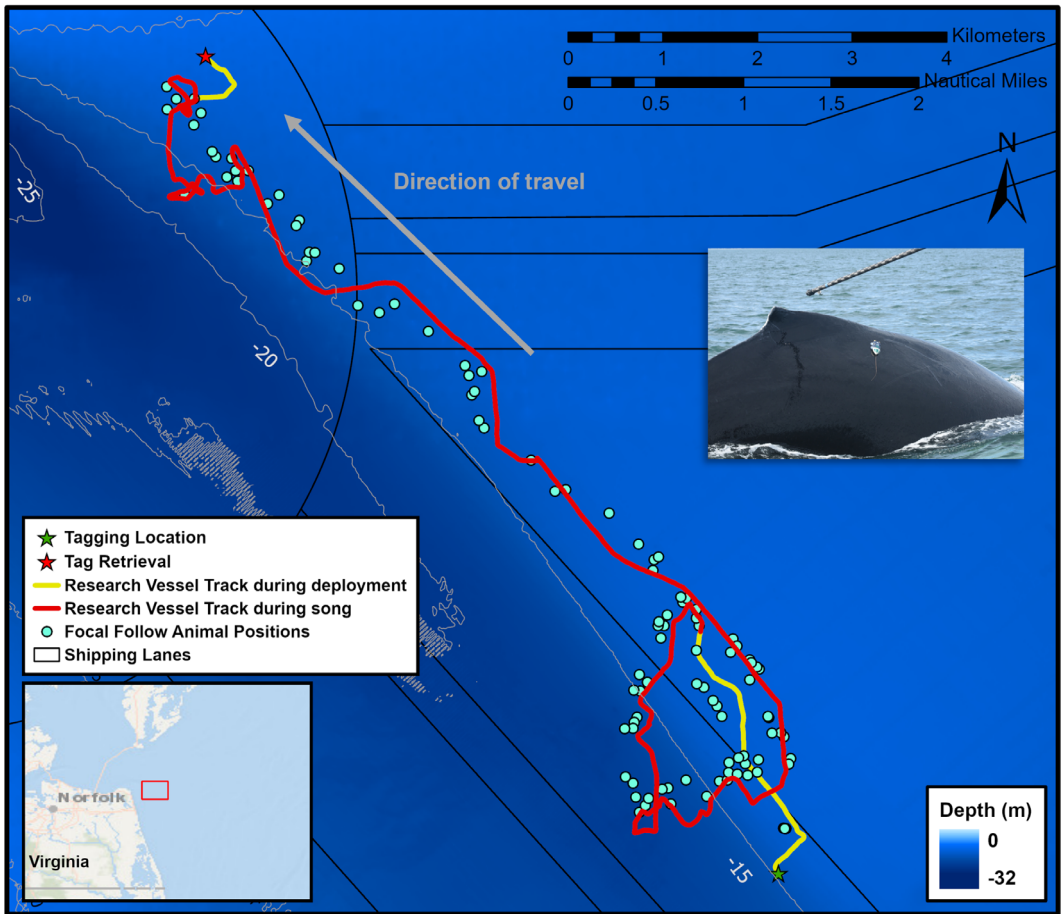 Kilometers
0 1 2 3 4
Nautical Miles
0 0.5 1 1.5 2
N
Direction of travel
-25
-20
-15
Tagging Location
Tag Retrieval
Research Vessel Track during deployment
Research Vessel Track during song
Focal Follow Animal Positions
Shipping Lanes
Norfolk
Virginia
Depth (m)
0
-32